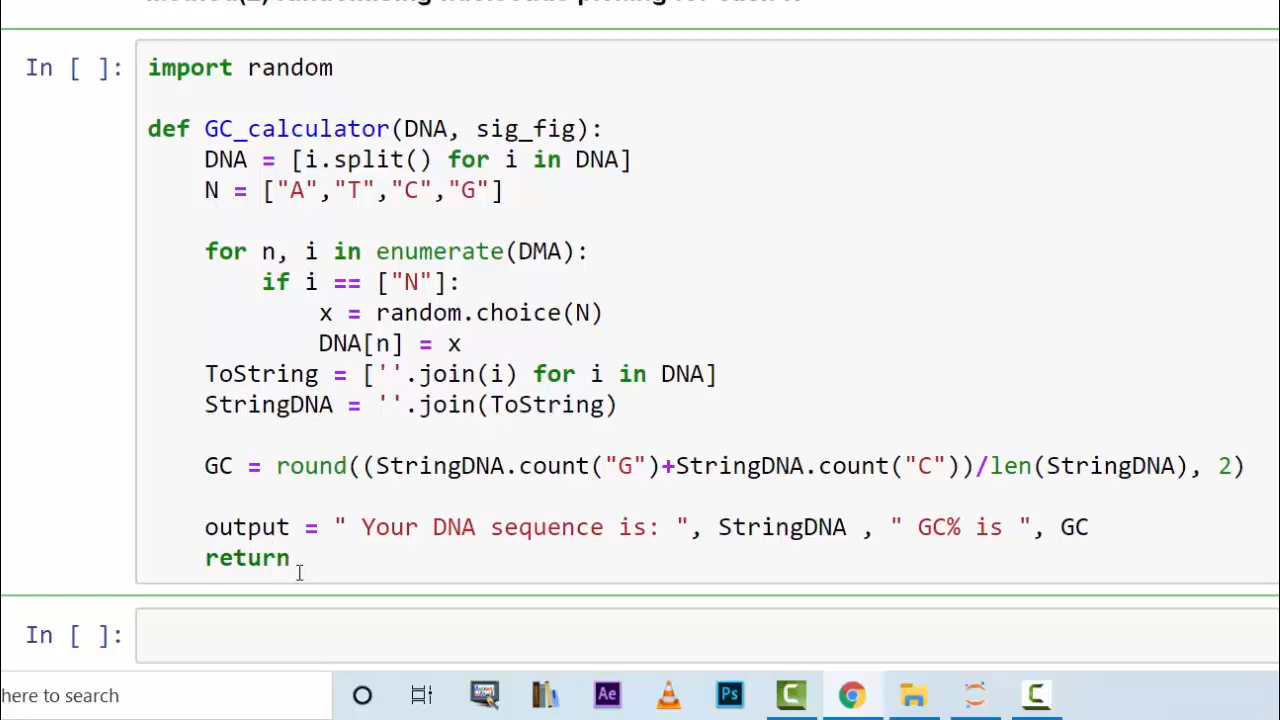 In [ ]:
import random
def GC_calculator(DNA, sig_fig):
    DNA = [i.split() for i in DNA]
    N = ["A","T","C","G"]
    for n, i in enumerate(DMA):
        if i == ["N"]:
            x = random.choice(N)
            DNA[n] = x
    ToString = [''.join(i) for i in DNA]
    StringDNA = ''.join(ToString)
    GC = round((StringDNA.count("G")+StringDNA.count("C"))/len(StringDNA), 2)
    output = " Your DNA sequence is: ", StringDNA , " GC% is ", GC
    return
In [ ]:
here to search
Ae
Ps